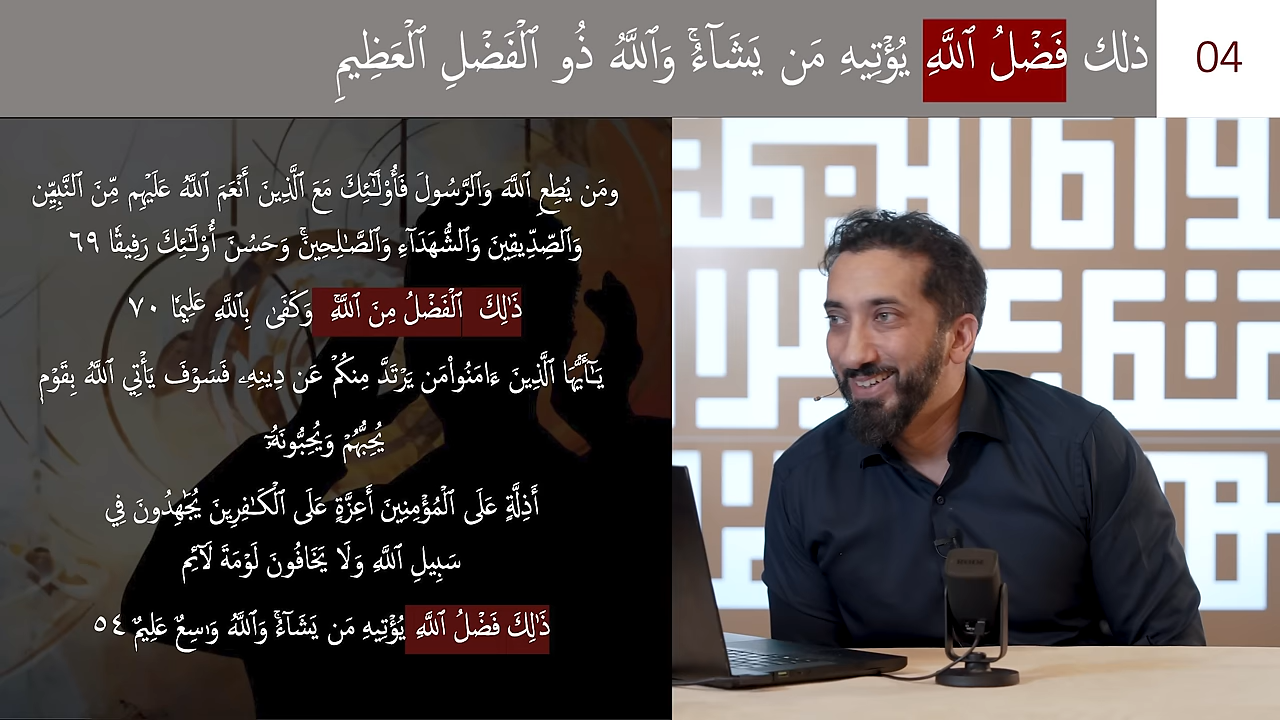 04
ذلك فَضْلُ ٱللَّهِ يُؤْتِيهِ مَن يَشَآءُ ۚ وَٱللَّهُ ذُو ٱلْفَضْلِ ٱلْعَظِيمِ
ومَن يُطِعِ ٱللَّهَ وَٱلرَّسُولَ فَأُو۟لَـٰٓئِكَ مَعَ ٱلَّذِينَ أَنْعَمَ ٱللَّهُ عَلَيْهِم مِّنَ ٱلنَّبِيِّـۧنَ
وَٱلصِّدِّيقِينَ وَٱلشُّهَدَآءِ وَٱلصَّـٰلِحِينَ ۚ وَحَسُنَ أُو۟لَـٰٓئِكَ رَفِيقًا ٦٩
ذَٰلِكَ ٱلْفَضْلُ مِنَ ٱللَّهِ ۚ وَكَفَىٰ بِٱللَّهِ عَلِيمًا ٧٠
يَـٰٓأَيُّهَا ٱلَّذِينَ ءَامَنُوا۟مَن يَرْتَدَّ مِنكُمْ عَن دِينِهِۦ فَسَوْفَ يَأْتِي ٱللَّهُ بِقَوْمٍ
يُحِبُّهُمْ وَيُحِبُّونَهُۥٓ
أَذِلَّةٍ عَلَى ٱلْمُؤْمِنِينَ أَعِزَّةٍ عَلَى ٱلْكَـٰفِرِينَ يُجَـٰهِدُونَ فِي
سَبِيلِ ٱللَّهِ وَلَا يَخَافُونَ لَوْمَةَ لَآئِمٍ
ذَٰلِكَ فَضْلُ ٱللَّهِ يُؤْتِيهِ مَن يَشَآءُ ۚ وَٱللَّهُ وَٰسِعٌ عَلِيمٌ ٥٤